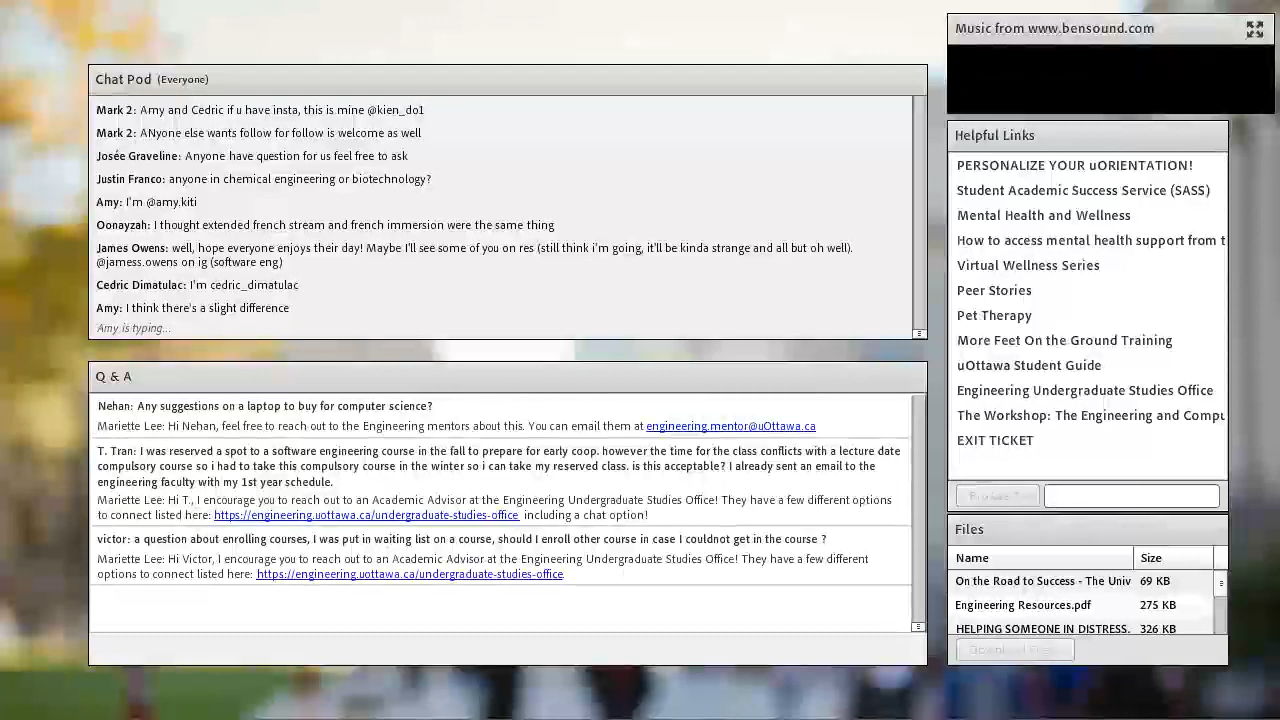 Music from www.bensound.com
Chat Pod (Everyone)
Mark 2: Amy and Cedric if u have insta, this is mine @kien_do1
Mark 2: ANyone else wants follow for follow is welcome as well
Josée Graveline: Anyone have question for us feel free to ask
Justin Franco: anyone in chemical engineering or biotechnology?
Amy: I'm @amy.kiti
Oonayzah: I thought extended french stream and french immersion were the same thing
James Owens: well, hope everyone enjoys their day! Maybe I'll see some of you on res (still think i'm going, it'll be kinda strange and all but oh well).
@jamess.owens on ig (software eng)
Cedric Dimatulac: I'm cedric_dimatulac
Amy: I think there's a slight difference
Amy is typing...
Q & A
Nehan: Any suggestions on a laptop to buy for computer science?
Mariette Lee: Hi Nehan, feel free to reach out to the Engineering mentors about this. You can email them at engineering.mentor@uOttawa.ca
T. Tran: I was reserved a spot to a software engineering course in the fall to prepare for early coop. however the time for the class conflicts with a lecture date
compulsory course so i had to take this compulsory course in the winter so i can take my reserved class. is this acceptable? I already sent an email to the
engineering faculty with my 1st year schedule.
Mariette Lee: Hi T., I encourage you to reach out to an Academic Advisor at the Engineering Undergraduate Studies Office! They have a few different options
to connect listed here: https://engineering.uottawa.ca/undergraduate-studies-office including a chat option!
victor: a question about enrolling courses, I was put in waiting list on a course, should I enroll other course in case I couldnot get in the course ?
Mariette Lee: Hi Victor, I encourage you to reach out to an Academic Advisor at the Engineering Undergraduate Studies Office! They have a few different
options to connect listed here: https://engineering.uottawa.ca/undergraduate-studies-office.
Helpful Links
PERSONALIZE YOUR uORIENTATION!
Student Academic Success Service (SASS)
Mental Health and Wellness
How to access mental health support from t
Virtual Wellness Series
Peer Stories
Pet Therapy
More Feet On the Ground Training
uOttawa Student Guide
Engineering Undergraduate Studies Office
The Workshop: The Engineering and Compu
EXIT TICKET
Files
Name Size
On the Road to Success - The Univ 69 KB
Engineering Resources.pdf 275 KB
HELPING SOMEONE IN DISTRESS. 326 KB